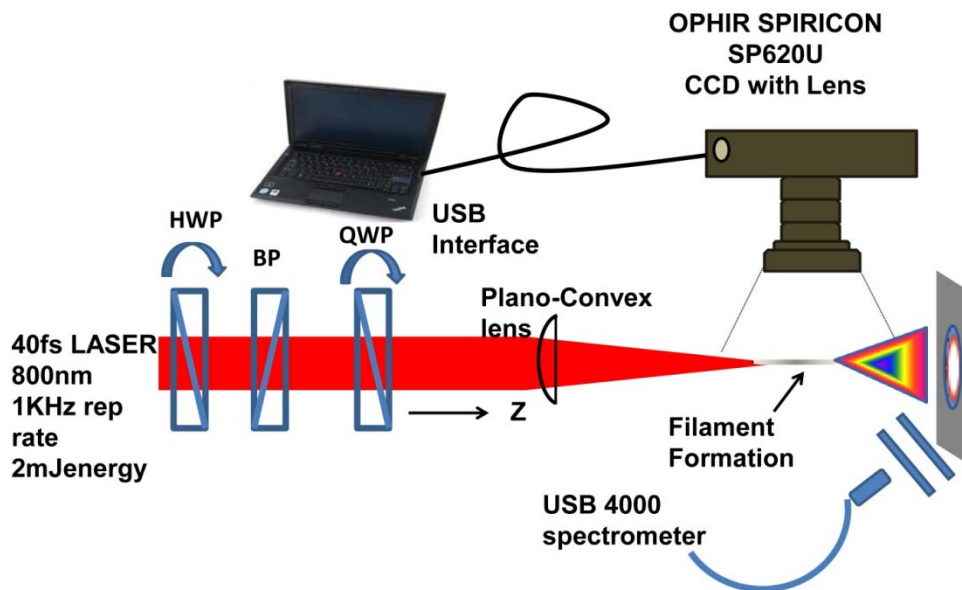 OPHIR SPIRICON
SP620U
CCD with Lens
HWP
BP
QWP
USB
Interface
Plano-Convex
lens
40fs LASER
800nm
1KHz rep
rate
2mJenergy
Z
Filament
Formation
USB 4000
spectrometer